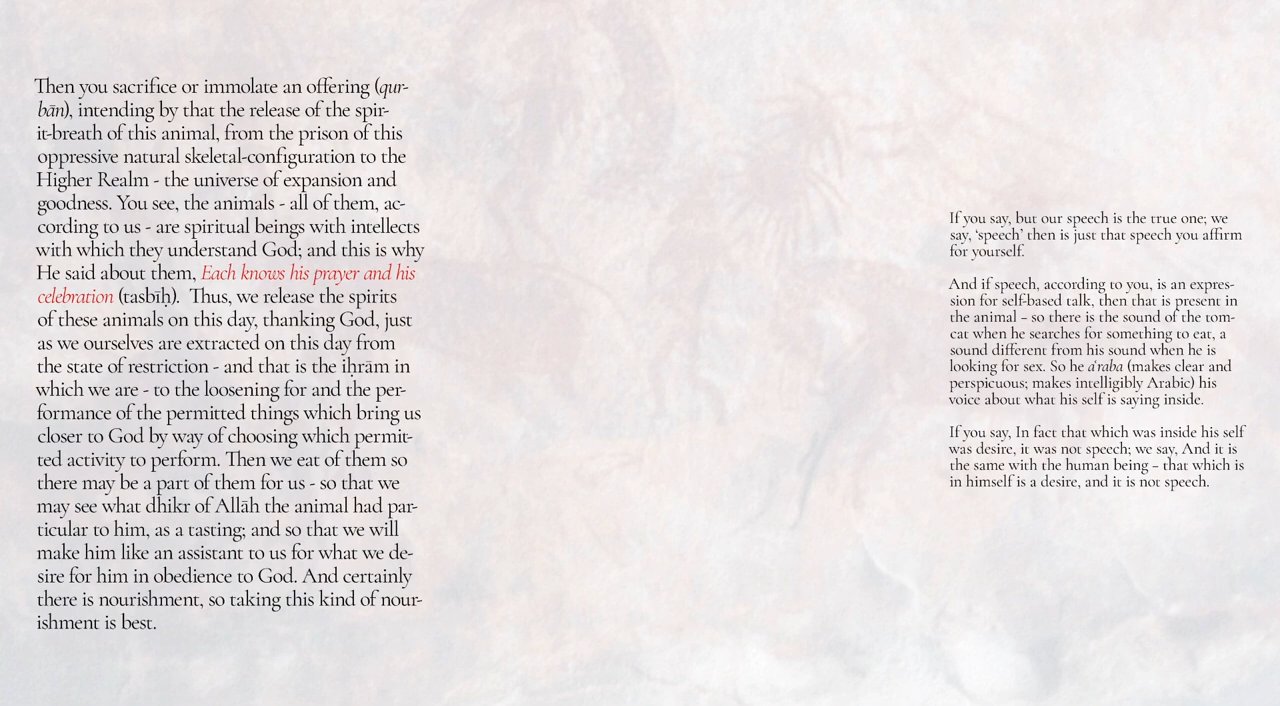 Then you sacrifice or immolate an offering (qur-
bān), intending by that the release of the spir-
it-breath of this animal, from the prison of this
oppressive natural skeletal-configuration to the
Higher Realm - the universe of expansion and
goodness. You see, the animals - all of them, ac-
cording to us - are spiritual beings with intellects
with which they understand God; and this is why
He said about them, Each knows his prayer and his
celebration (tasbīḥ). Thus, we release the spirits
of these animals on this day, thanking God, just
as we ourselves are extracted on this day from
the state of restriction - and that is the iḥrām in
which we are - to the loosening for and the per-
formance of the permitted things which bring us
closer to God by way of choosing which permit-
ted activity to perform. Then we eat of them so
there may be a part of them for us - so that we
may see what dhikr of Allāh the animal had par-
ticular to him, as a tasting; and so that we will
make him like an assistant to us for what we de-
sire for him in obedience to God. And certainly
there is nourishment, so taking this kind of nour-
ishment is best.
If you say, but our speech is the true one; we
say, ‘speech’ then is just that speech you affirm
for yourself.
And if speech, according to you, is an expres-
sion for self-based talk, then that is present in
the animal – so there is the sound of the tom-
cat when he searches for something to eat, a
sound different from his sound when he is
looking for sex. So he a'raba (makes clear and
perspicuous; makes intelligibly Arabic) his
voice about what his self is saying inside.
If you say, In fact that which was inside his self
was desire, it was not speech; we say, And it is
the same with the human being – that which is
in himself is a desire, and it is not speech.